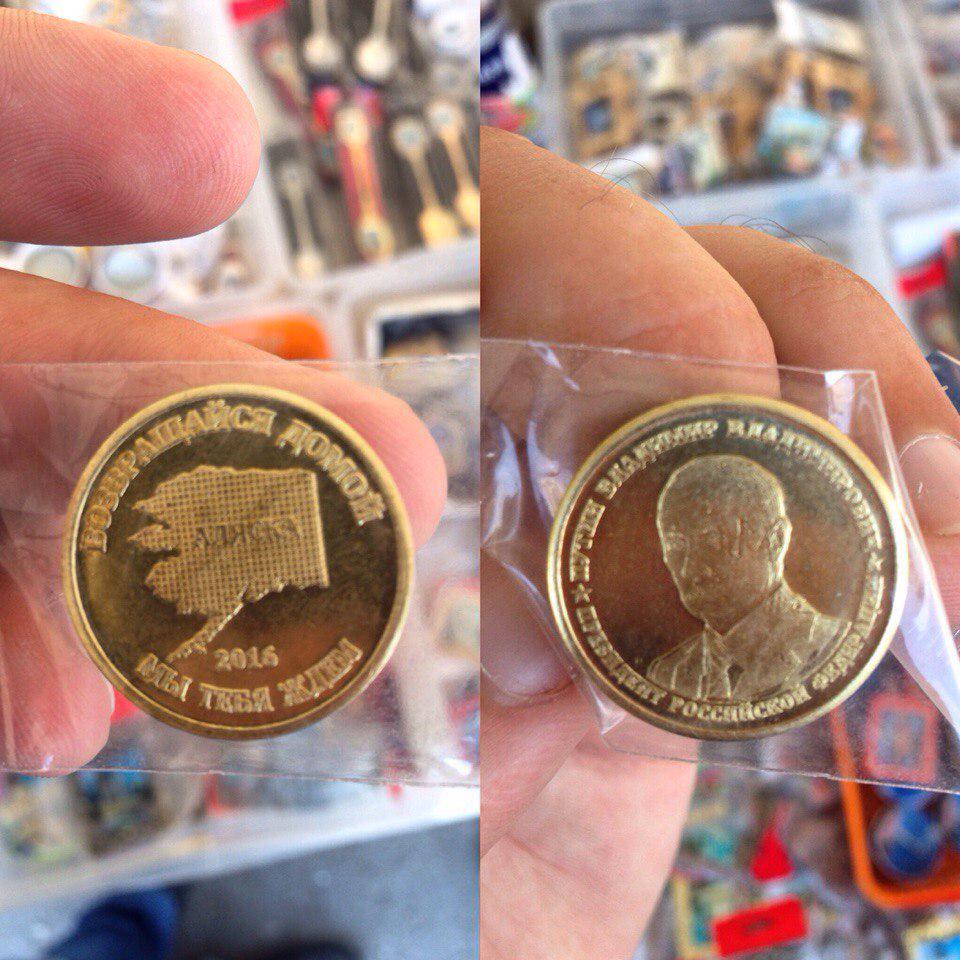 ВОЗВРАЩАЙСЯ ДОМОЙ
АЛЯСКА
2016
МЫ ТЕБЯ ЖДЕМ
ПУТИН ВЛАДИМИР ВЛАДИМИРОВИЧ
ПРЕЗИДЕНТ РОССИЙСКОЙ ФЕДЕРАЦИИ